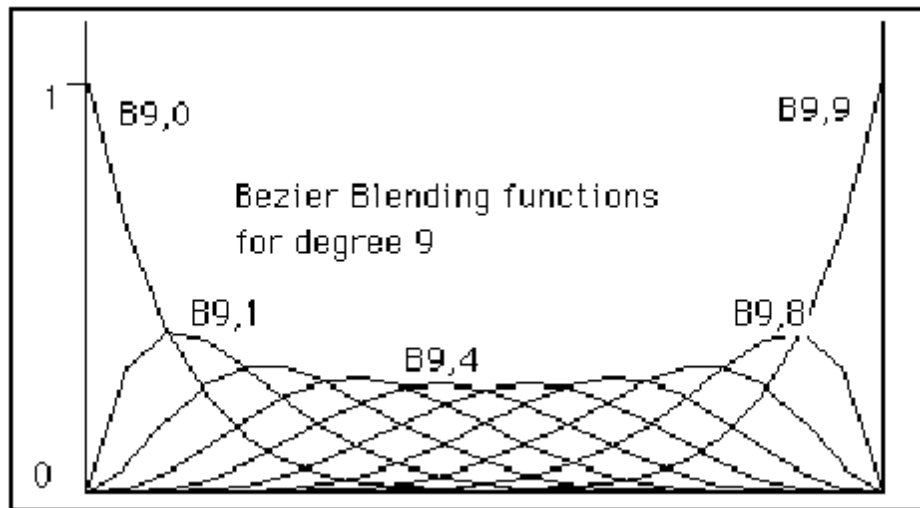 1
B9,0
B9,9
Bezier Blending functions
for degree 9
B9,1
B9,8
B9,4
0